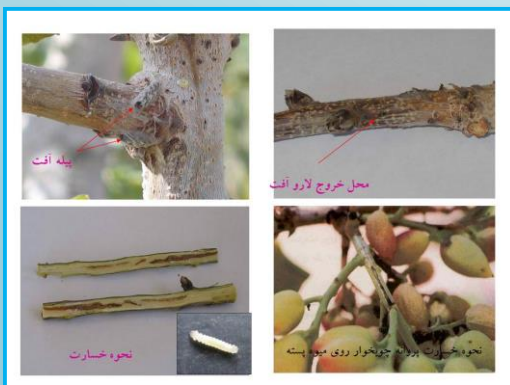 پیله آفت
محل خروج لارو آفت
نحوه خسارت
نحوه خسارت پروانه چوبخوار روی میوه پسته